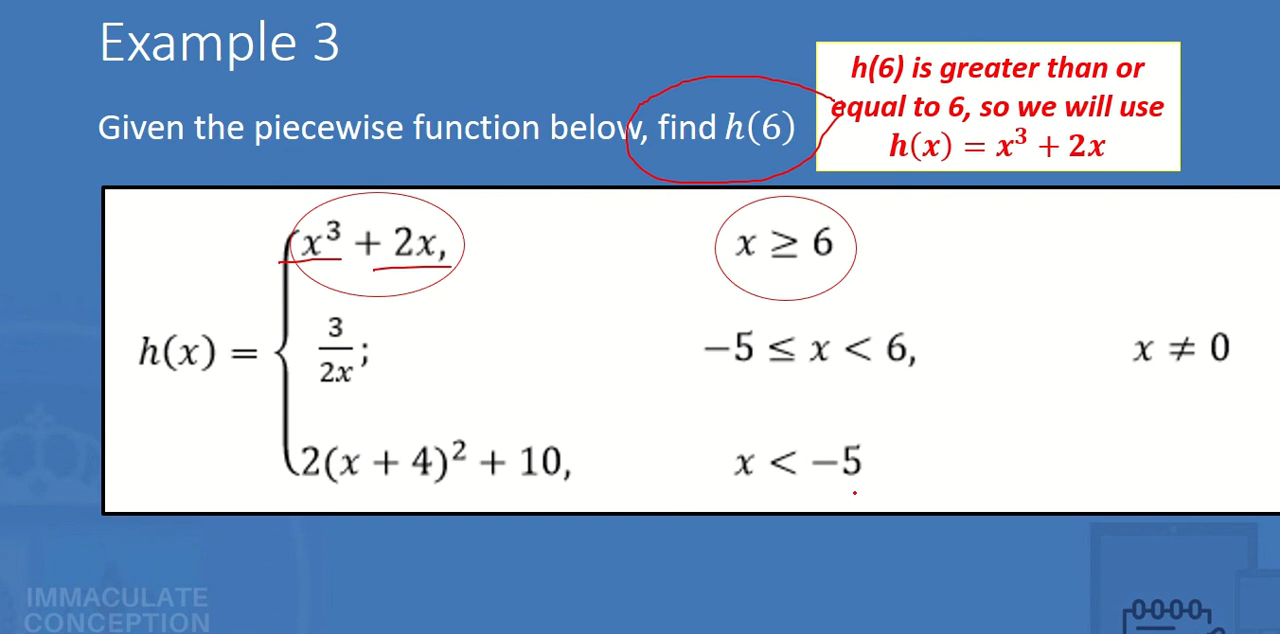 Example 3
h(6) is greater than or
equal to 6, so we will use
h(x) = x³ + 2x
Given the piecewise function below, find h(6)
x³ + 2x, x ≥ 6
h(x) = { 3/2x ; −5 ≤ x < 6, x ≠ 0
2(x + 4)² + 10, x < −5
IMMACULATE
CONCEPTION